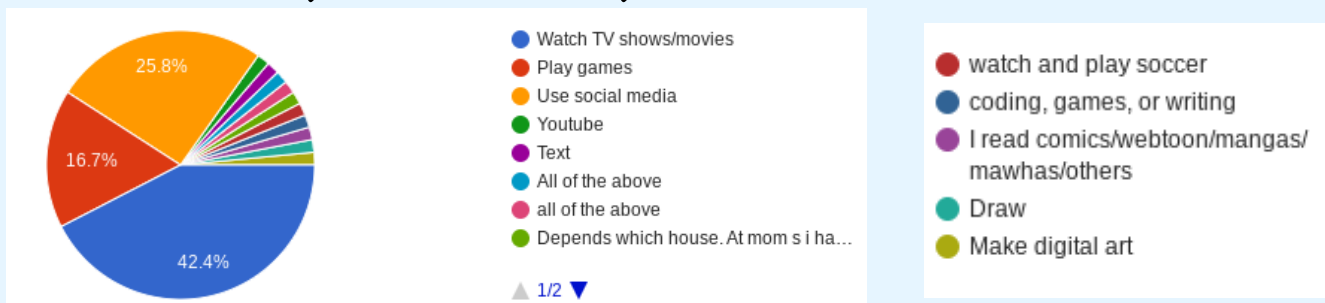 25.8%
16.7%
42.4%
Watch TV shows/movies
Play games
Use social media
Youtube
Text
All of the above
all of the above
Depends which house. At mom s i ha…
1/2
watch and play soccer
coding, games, or writing
I read comics/webtoon/mangas/
mawhas/others
Draw
Make digital art